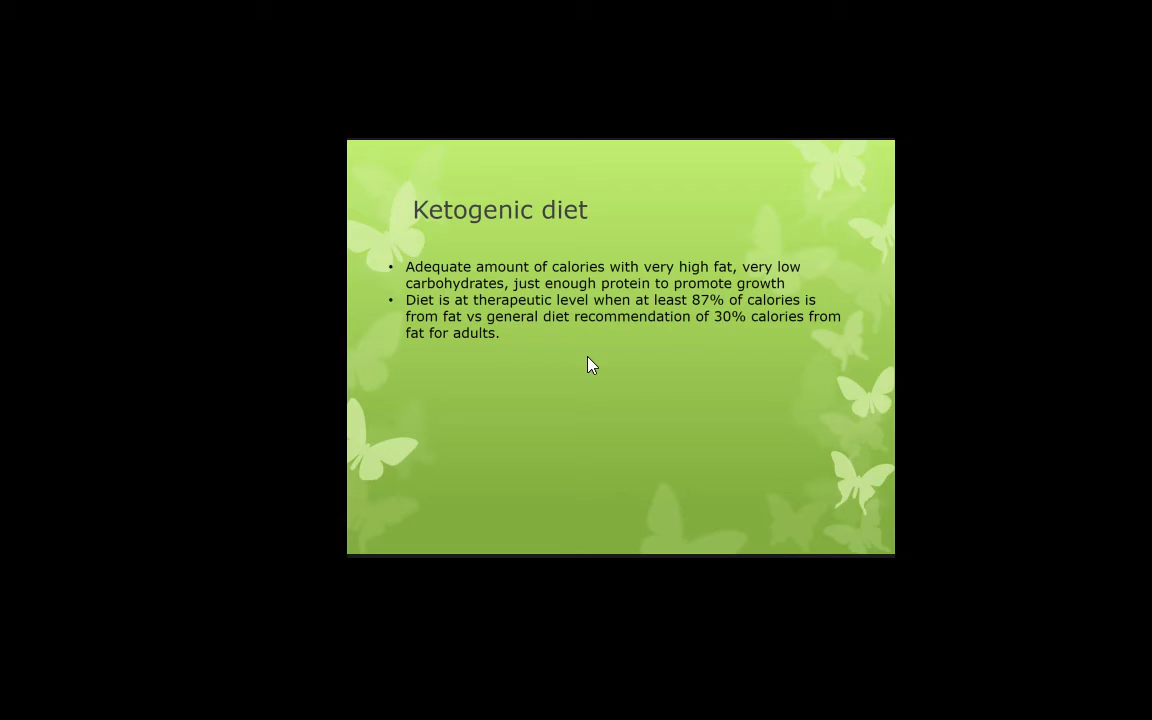 Ketogenic diet
• Adequate amount of calories with very high fat, very low
carbohydrates, just enough protein to promote growth
• Diet is at therapeutic level when at least 87% of calories is
from fat vs general diet recommendation of 30% calories from
fat for adults.